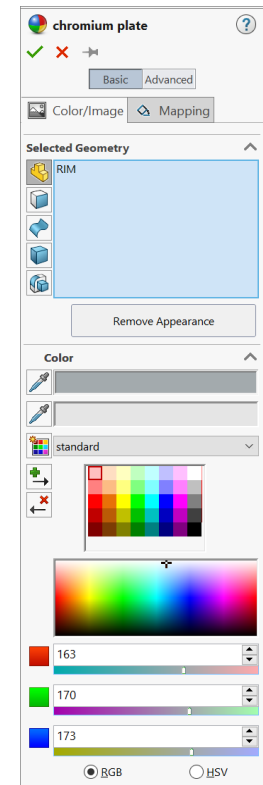 chromium plate
?
Basic Advanced
Color/Image Mapping
Selected Geometry
RIM
Remove Appearance
Color
standard
163
170
173
RGB HSV